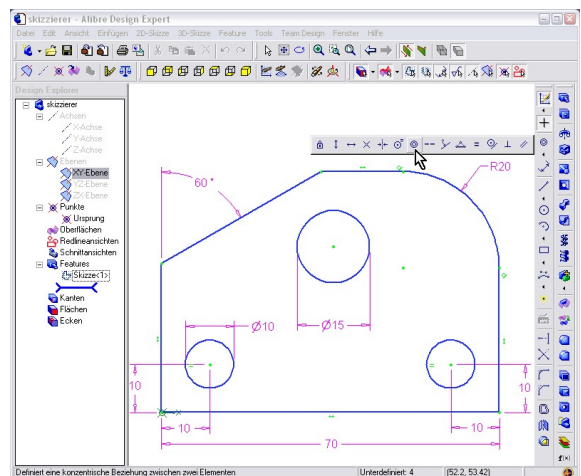 skizzierer - Alibre Design Expert
Datei Edit Ansicht Einfügen 2D-Skizze 3D-Skizze Feature Tools Team Design Fenster Hilfe
Design Explorer
skizzierer
Achsen
X-Achse
Y-Achse
Z-Achse
Ebenen
XY-Ebene
YZ-Ebene
ZX-Ebene
Punkte
Ursprung
Oberflächen
Redlineansichten
Schnittansichten
Features
Skizze<1>
Kanten
Flächen
Ecken
60°
R20
Ø10
Ø15
10
10
10
10
70
f(x)
Definiert eine konzentrische Beziehung zwischen zwei Elementen
Unterdefiniert: 4
[52.2, 53.42]